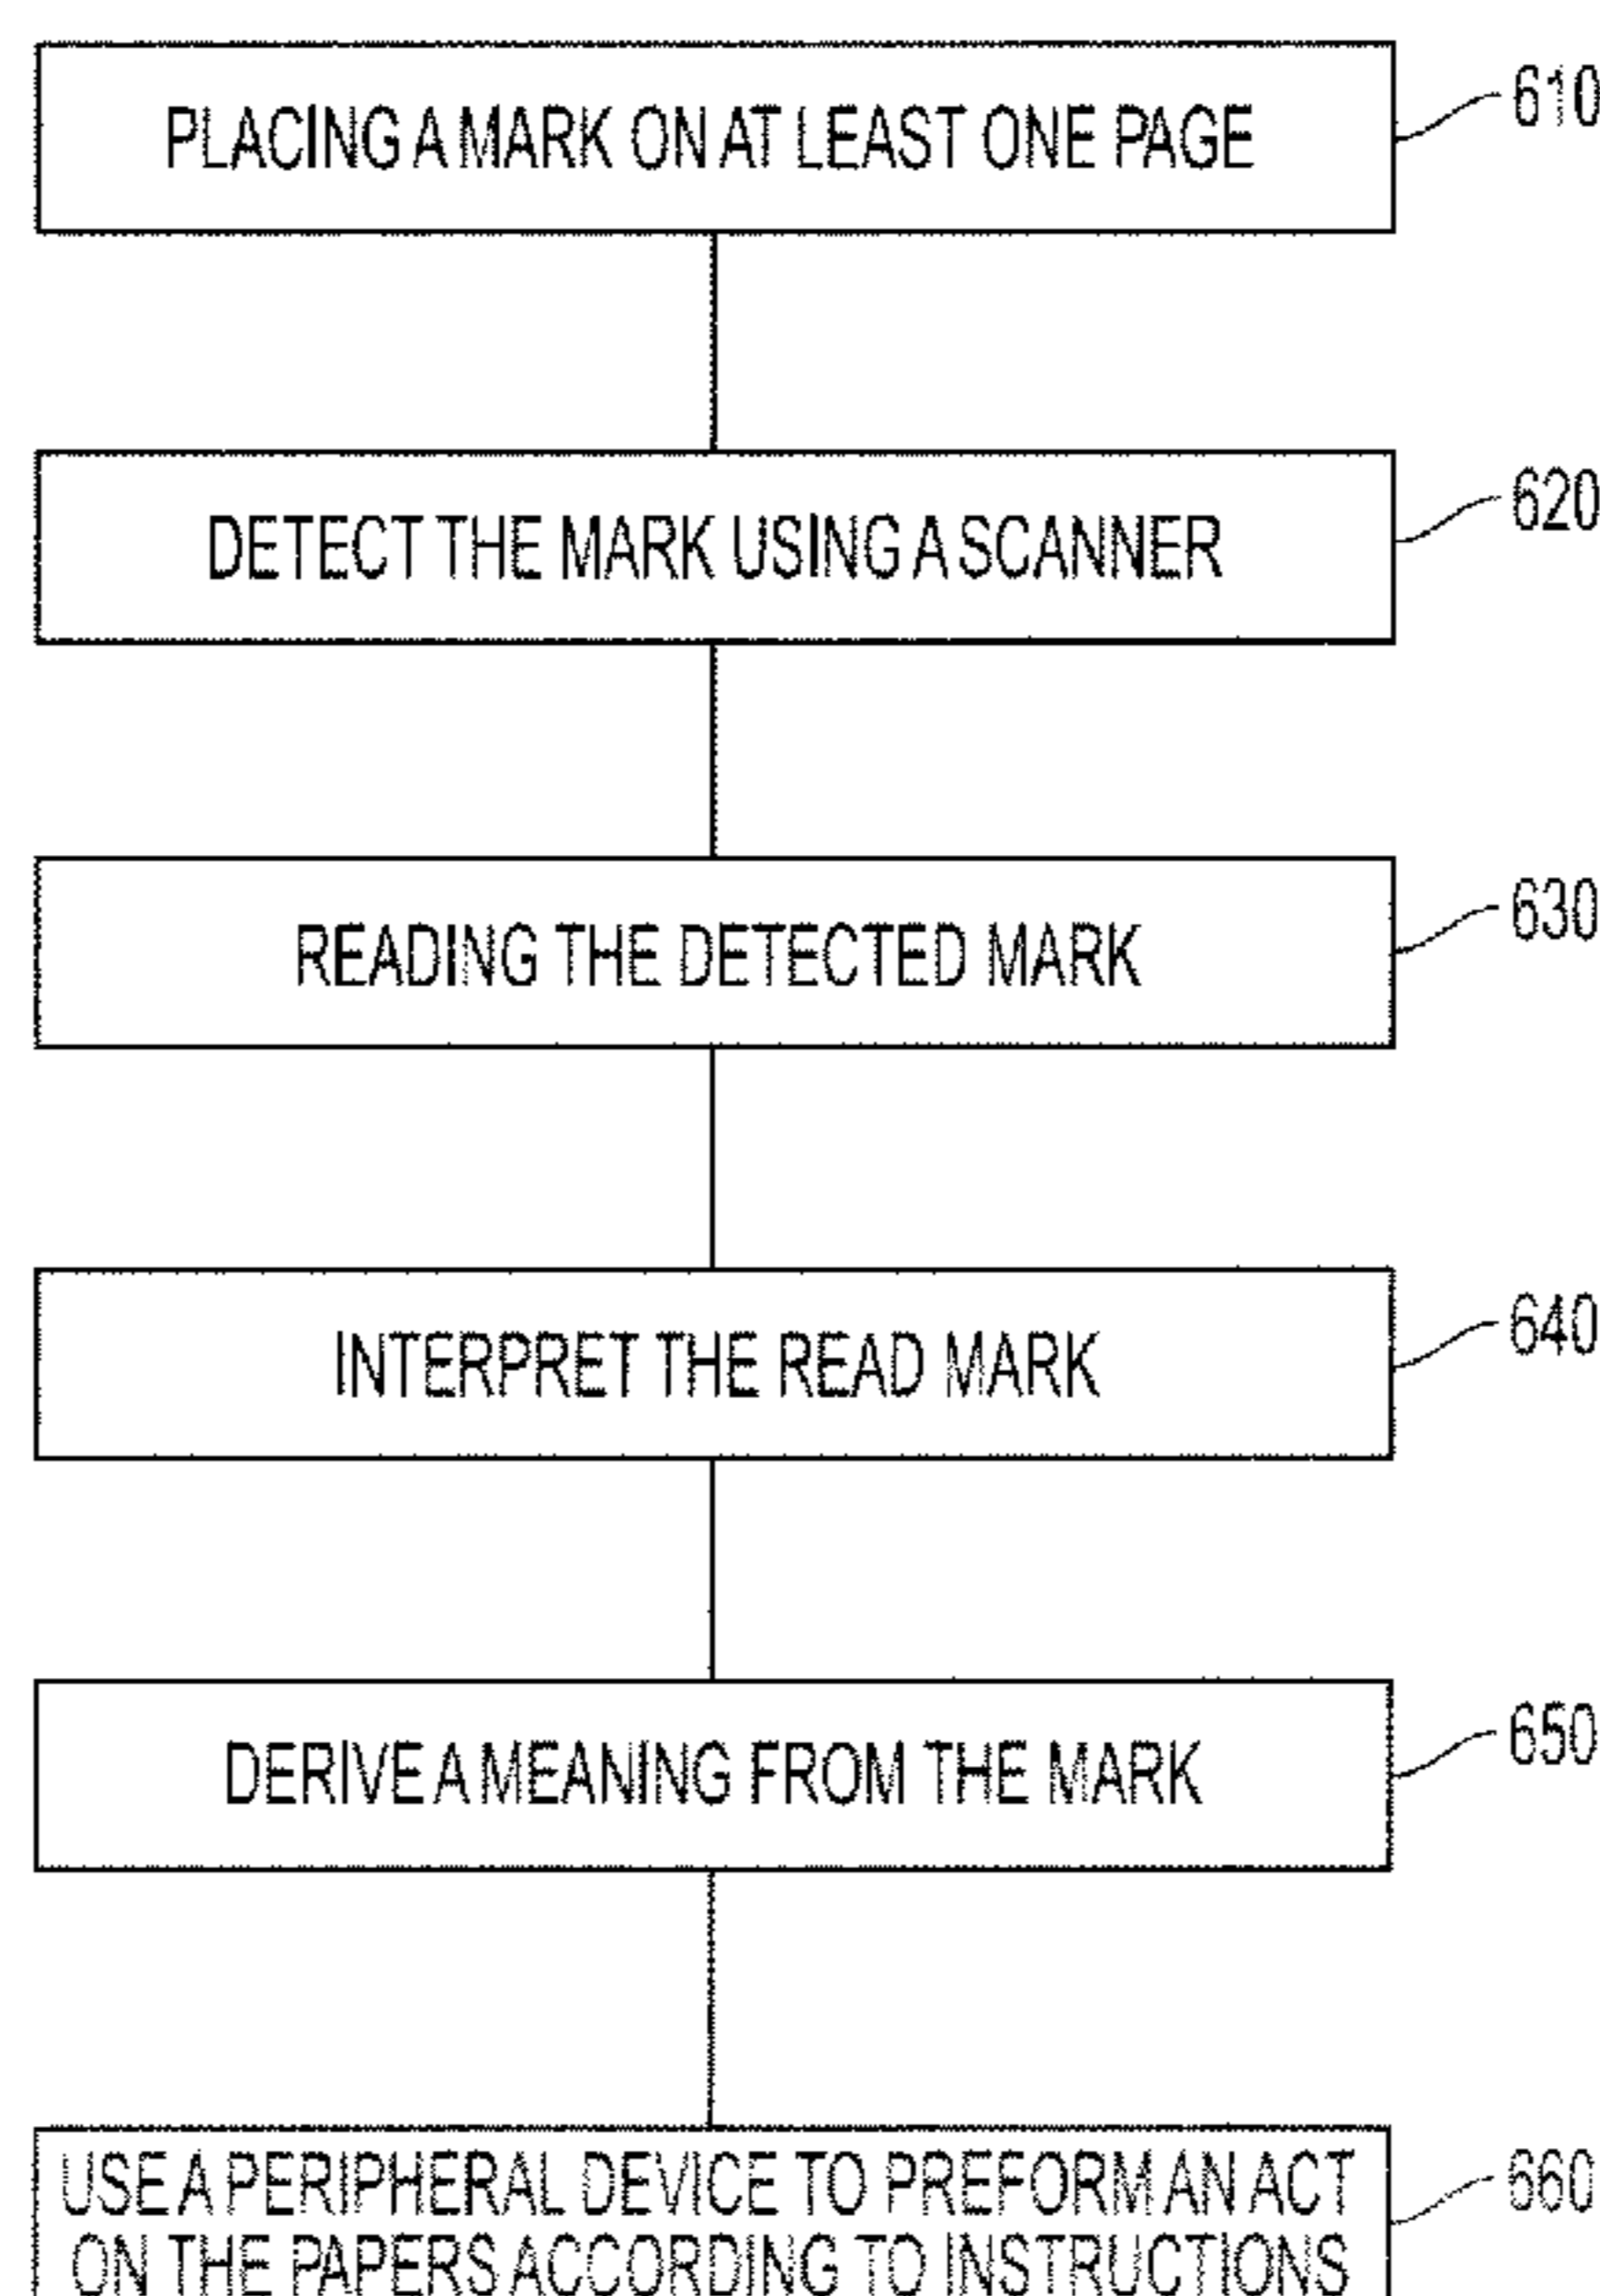 PLACING A MARK ON AT LEAST ONE PAGE
610
DETECT THE MARK USING A SCANNER
620
READING THE DETECTED MARK
630
INTERPRET THE READ MARK
640
DERIVE A MEANING FROM THE MARK
650
USE A PERIPHERAL DEVICE TO PREFORM AN ACT
ON THE PAPERS ACCORDING TO INSTRUCTIONS
660